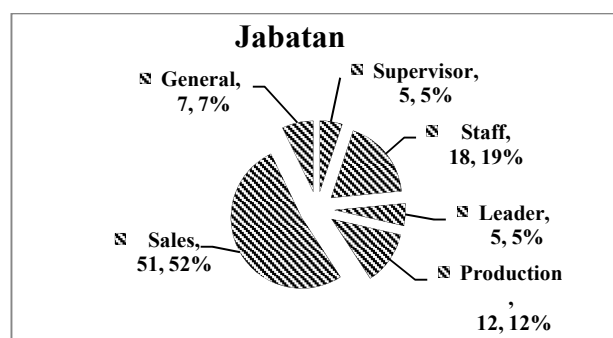 Jabatan
General,
7, 7%
Supervisor,
5, 5%
Staff,
18, 19%
Leader,
5, 5%
Production
,
12, 12%
Sales,
51, 52%